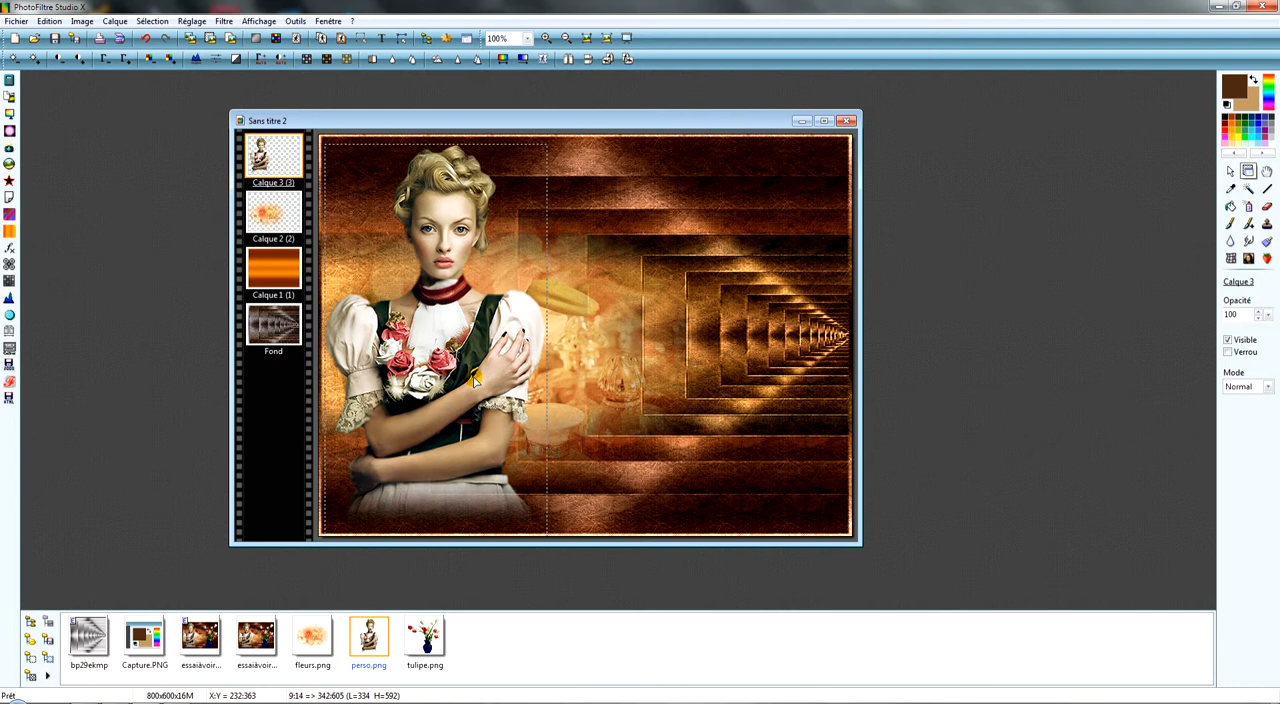 PhotoFiltre Studio X
Fichier Edition Image Calque Sélection Réglage Filtre Affichage Outils Fenêtre ?
100%
Sans titre 2
Calque 3 (3)
Calque 2 (2)
Calque 1 (1)
Fond
Calque 3
Opacité
100
Visible
Verrou
Mode
Normal
bp29ekmp Capture.PNG essaiàvoir... essaiàvoir... fleurs.png perso.png tulipe.png
Prêt 800x600x16M X:Y = 232:363 9:14 => 342:605 (L=334 H=592)